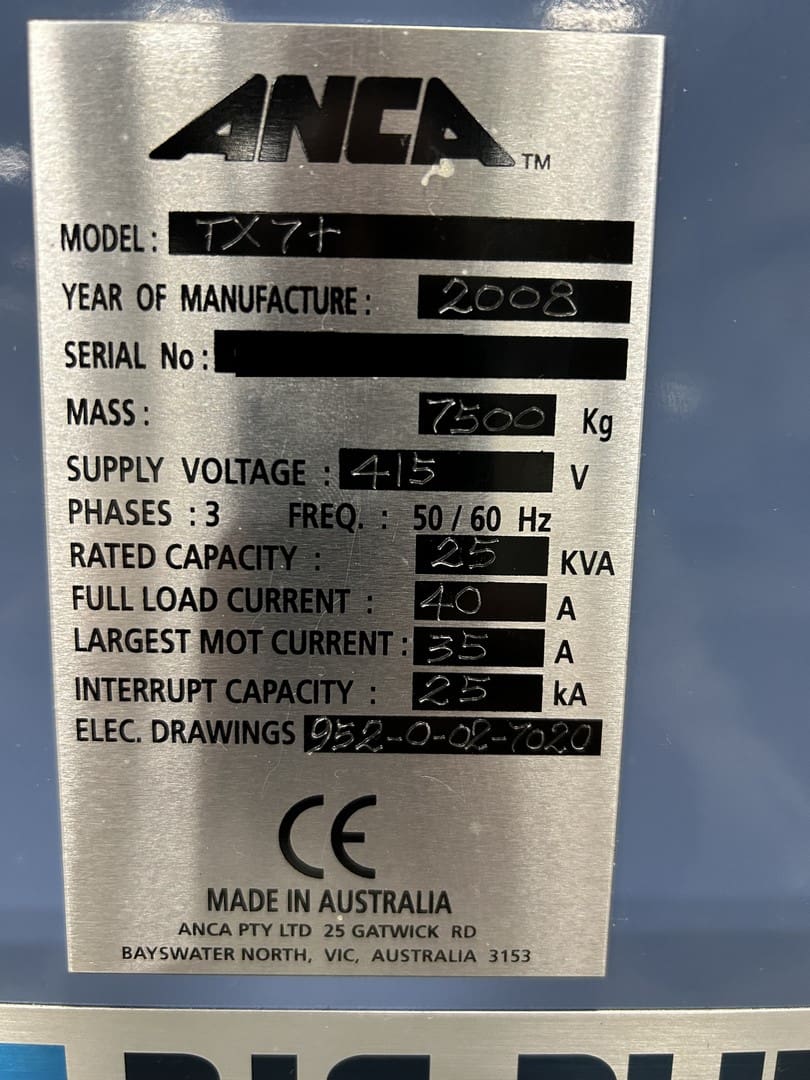 ANCA TM
MODEL: TX7+
YEAR OF MANUFACTURE: 2008
SERIAL No:
MASS: 7500 Kg
SUPPLY VOLTAGE: 415 V
PHASES :3 FREQ. : 50/60 Hz
RATED CAPACITY : 25 KVA
FULL LOAD CURRENT : 40 A
LARGEST MOT CURRENT: 35 A
INTERRUPT CAPACITY : 25 kA
ELEC. DRAWINGS 952-0-02-7020
CE
MADE IN AUSTRALIA
ANCA PTY LTD 25 GATWICK RD
BAYSWATER NORTH, VIC, AUSTRALIA 3153